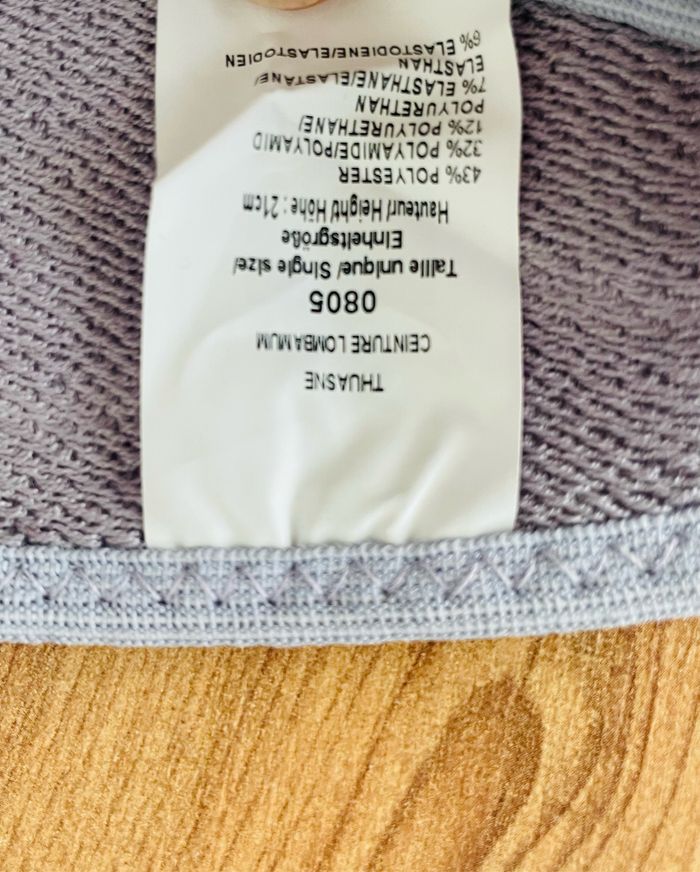 THUASNE
CEINTURE LOMBAMUM
0805
Taille unique/ Single size/
Einheitsgröße
Hauteur/ Height/ Höhe : 21cm
43% POLYESTER
32% POLYAMIDE/POLYAMID
12% POLYURETHANE/
POLYURETHAN
7% ELASTHANE/ELASTANE/
ELASTHAN
6% ELASTODIENE/ELASTODIEN